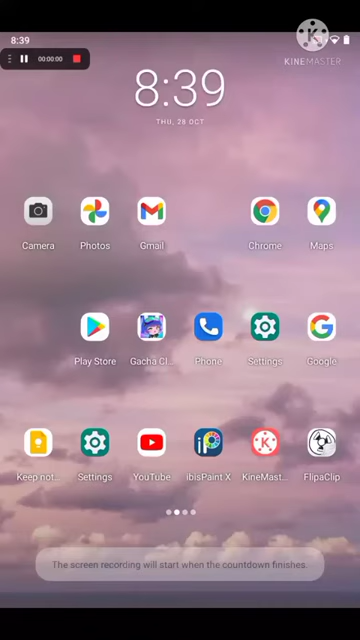 8:39
00:00:00
KINEMASTER
8:39
THU, 28 OCT
Camera Photos Gmail Chrome Maps
Play Store Gacha Cl... Phone Settings Google
Keep not... Settings YouTube ibisPaint X KineMast... FlipaClip
The screen recording will start when the countdown finishes.